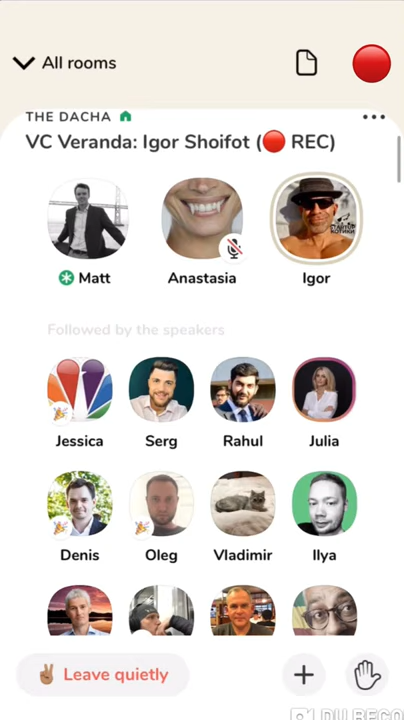 All rooms
THE DACHA
VC Veranda: Igor Shoifot (🔴 REC)
Matt
Anastasia
Igor
Followed by the speakers
Jessica
Serg
Rahul
Julia
Denis
Oleg
Vladimir
Ilya
✌🏽 Leave quietly